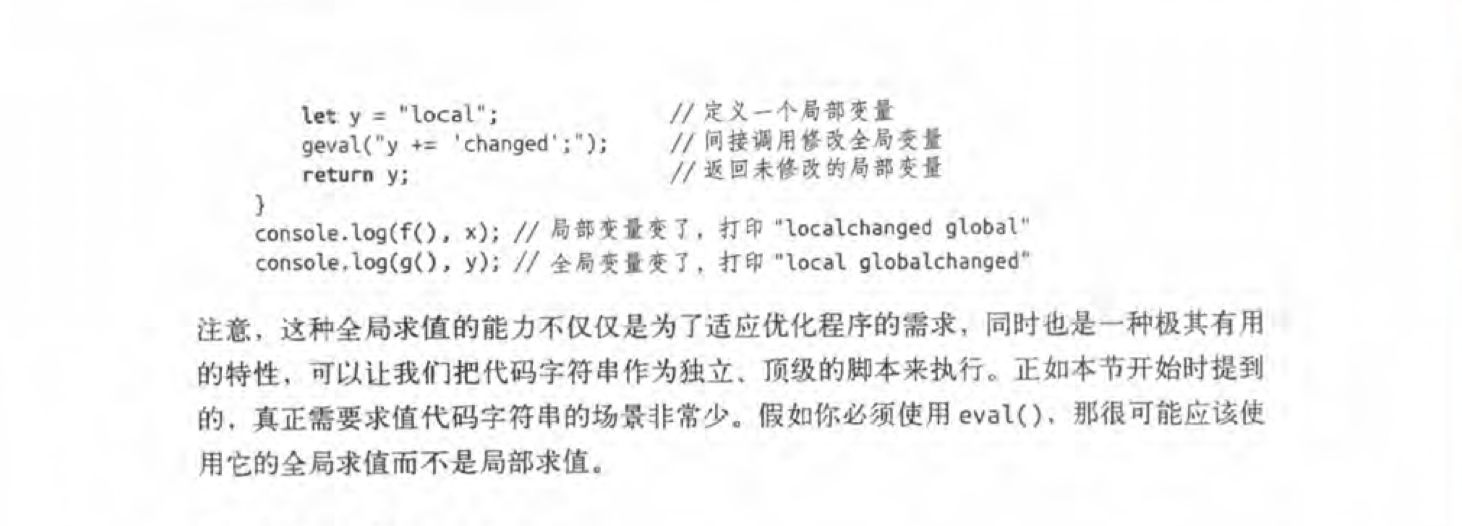 let y = "local"; // 定义一个局部变量
geval("y += 'changed';"); // 间接调用修改全局变量
return y; // 返回未修改的局部变量
}
console.log(f(), x); // 局部变量变了，打印 "localchanged global"
console.log(g(), y); // 全局变量变了，打印 "local globalchanged"
注意，这种全局求值的能力不仅仅是为了适应优化程序的需求，同时也是一种极其有用
的特性，可以让我们把代码字符串作为独立、顶级的脚本来执行。正如本节开始时提到
的，真正需要求值代码字符串的场景非常少。假如你必须使用 eval()，那很可能应该使
用它的全局求值而不是局部求值。